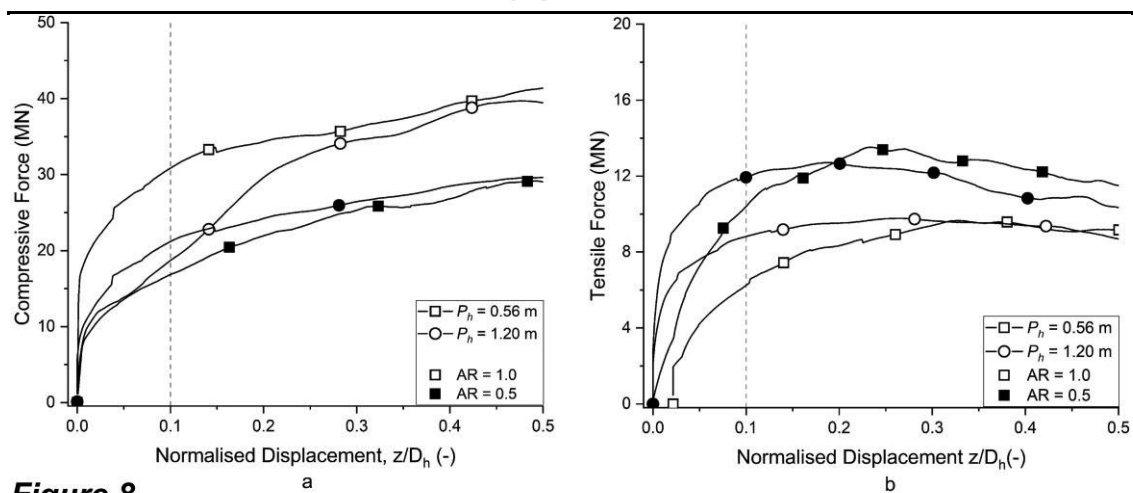 50
40
30
20
10
0
Compressive Force (MN)
0.0 0.1 0.2 0.3 0.4 0.5
Normalised Displacement, z/D_h (-)
P_h = 0.56 m
P_h = 1.20 m
AR = 1.0
AR = 0.5
a
20
16
12
8
4
0
Tensile Force (MN)
0.0 0.1 0.2 0.3 0.4 0.5
Normalised Displacement z/D_h(-)
P_h = 0.56 m
P_h = 1.20 m
AR = 1.0
AR = 0.5
b
Figure 8